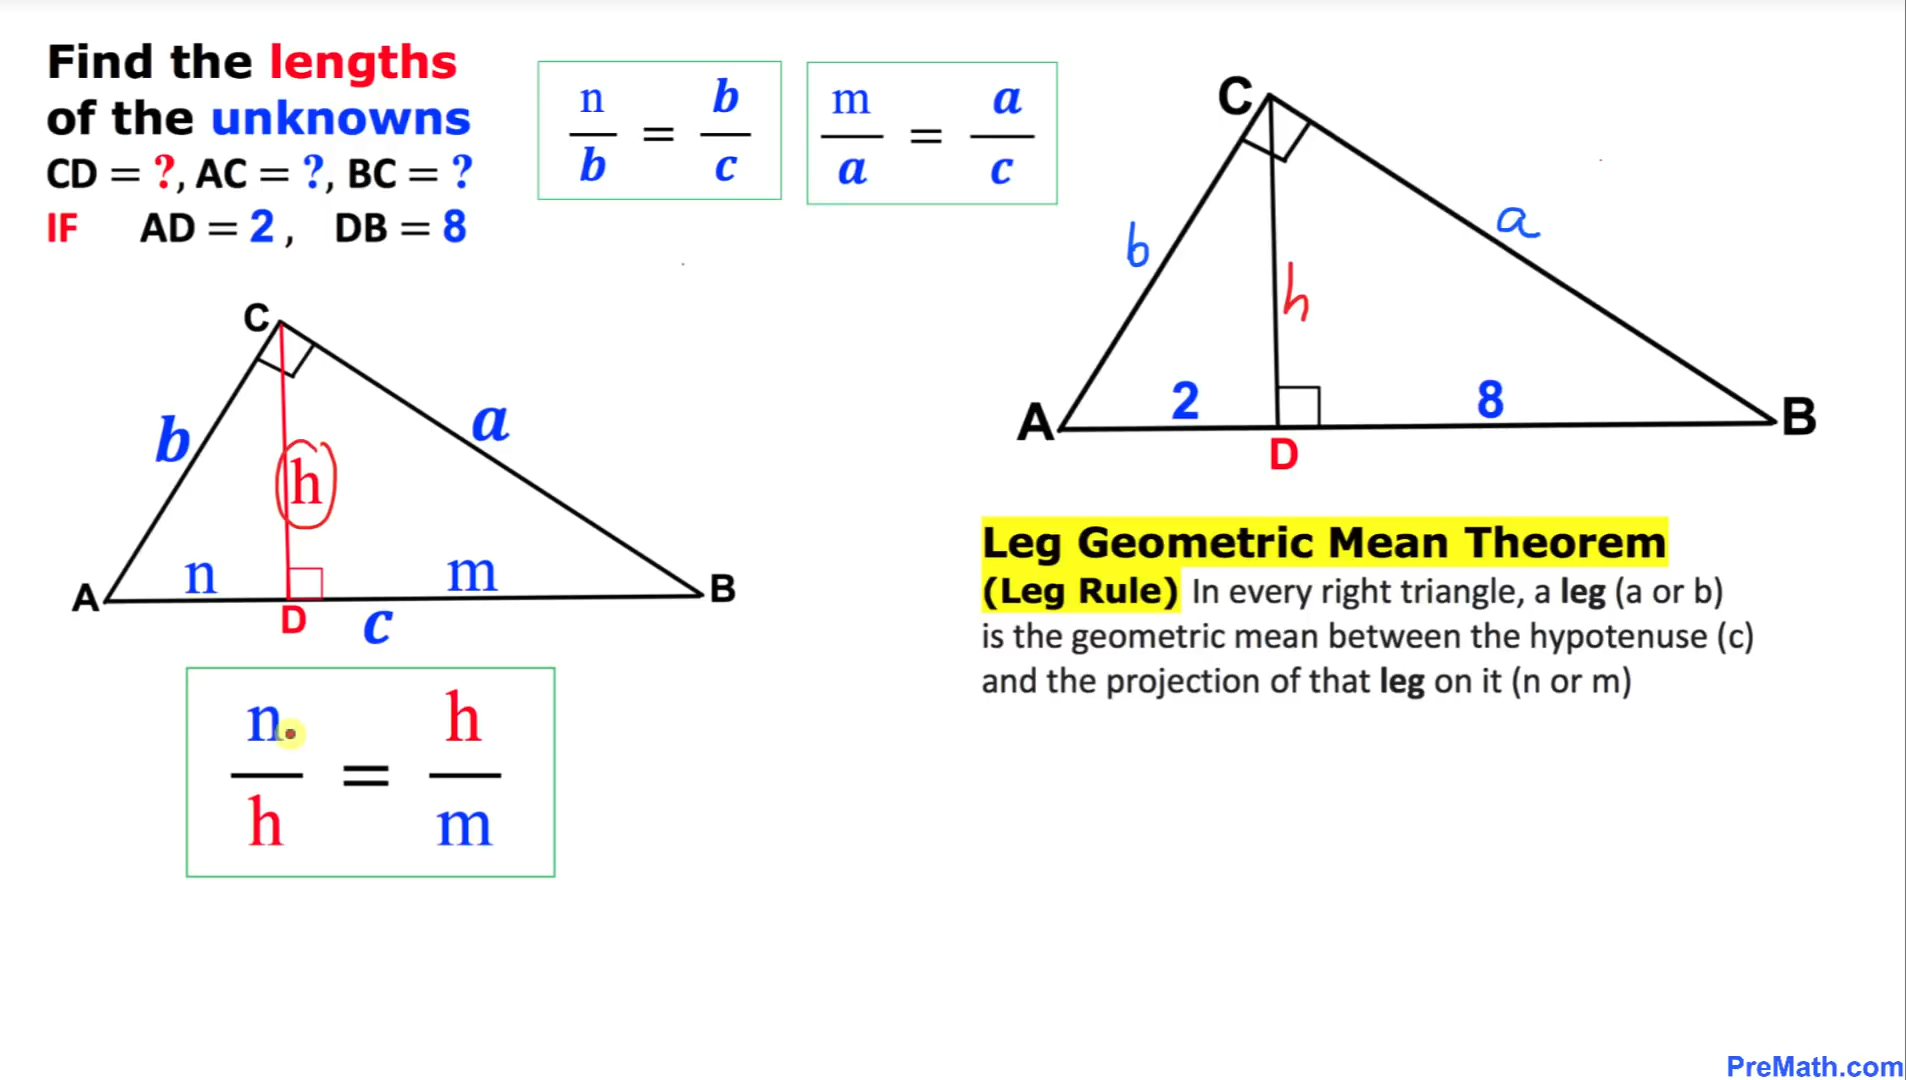 Find the lengths
of the unknowns
CD = ?, AC = ?, BC = ?
IF AD = 2 , DB = 8
n/b = b/c
m/a = a/c
C
b
a
h
A
2
8
B
D
C
b
a
h
A
n
m
B
D
c
n/h = h/m
Leg Geometric Mean Theorem
(Leg Rule) In every right triangle, a leg (a or b)
is the geometric mean between the hypotenuse (c)
and the projection of that leg on it (n or m)
PreMath.com